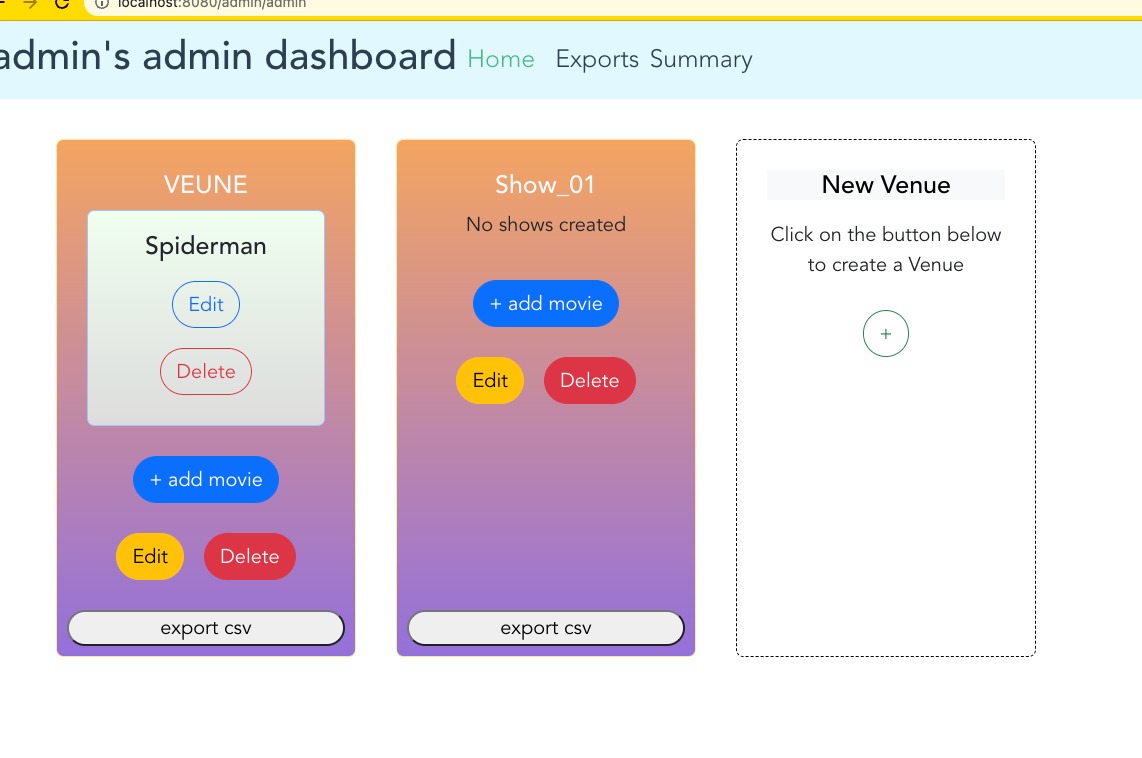 localhost:8080/admin/admin
admin's admin dashboard Home Exports Summary
VEUNE
Spiderman
Edit
Delete
+ add movie
Edit Delete
export csv
Show_01
No shows created
+ add movie
Edit Delete
export csv
New Venue
Click on the button below
to create a Venue
+